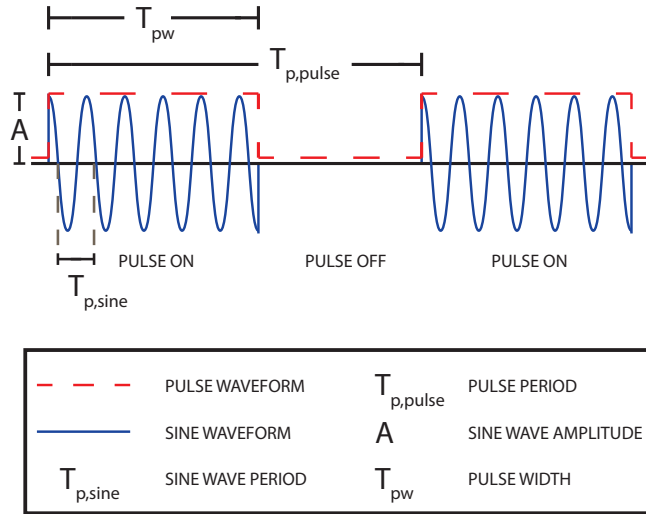 T_pw
T_p,pulse
A
PULSE ON PULSE OFF PULSE ON
T_p,sine
PULSE WAVEFORM T_p,pulse PULSE PERIOD
SINE WAVEFORM A SINE WAVE AMPLITUDE
T_p,sine SINE WAVE PERIOD T_pw PULSE WIDTH